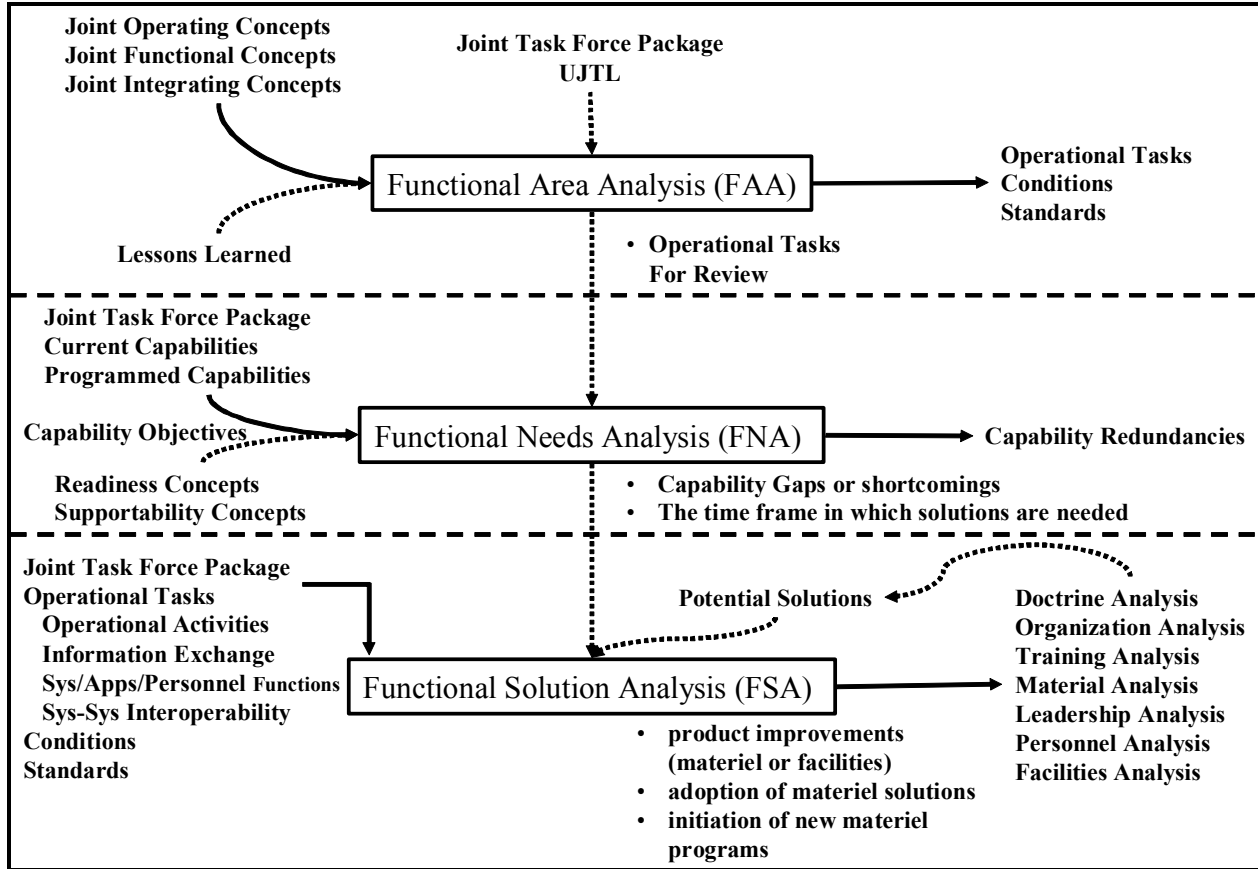 Joint Operating Concepts
Joint Functional Concepts
Joint Integrating Concepts
Joint Task Force Package
UJTL
Functional Area Analysis (FAA)
Operational Tasks
Conditions
Standards
Lessons Learned
• Operational Tasks
For Review
Joint Task Force Package
Current Capabilities
Programmed Capabilities
Capability Objectives
Functional Needs Analysis (FNA)
Capability Redundancies
Readiness Concepts
Supportability Concepts
• Capability Gaps or shortcomings
• The time frame in which solutions are needed
Joint Task Force Package
Operational Tasks
Operational Activities
Information Exchange
Sys/Apps/Personnel Functions
Sys-Sys Interoperability
Conditions
Standards
Potential Solutions
Functional Solution Analysis (FSA)
Doctrine Analysis
Organization Analysis
Training Analysis
Material Analysis
Leadership Analysis
Personnel Analysis
Facilities Analysis
• product improvements
(materiel or facilities)
• adoption of materiel solutions
• initiation of new materiel
programs